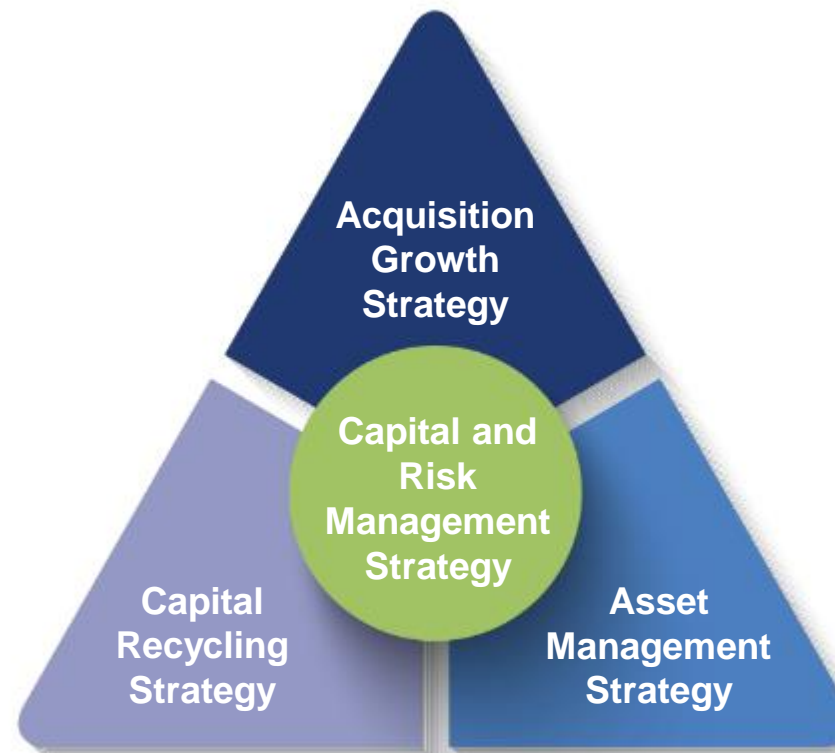 Acquisition
Growth
Strategy
Capital and
Risk
Management
Strategy
Capital
Recycling
Strategy
Asset
Management
Strategy